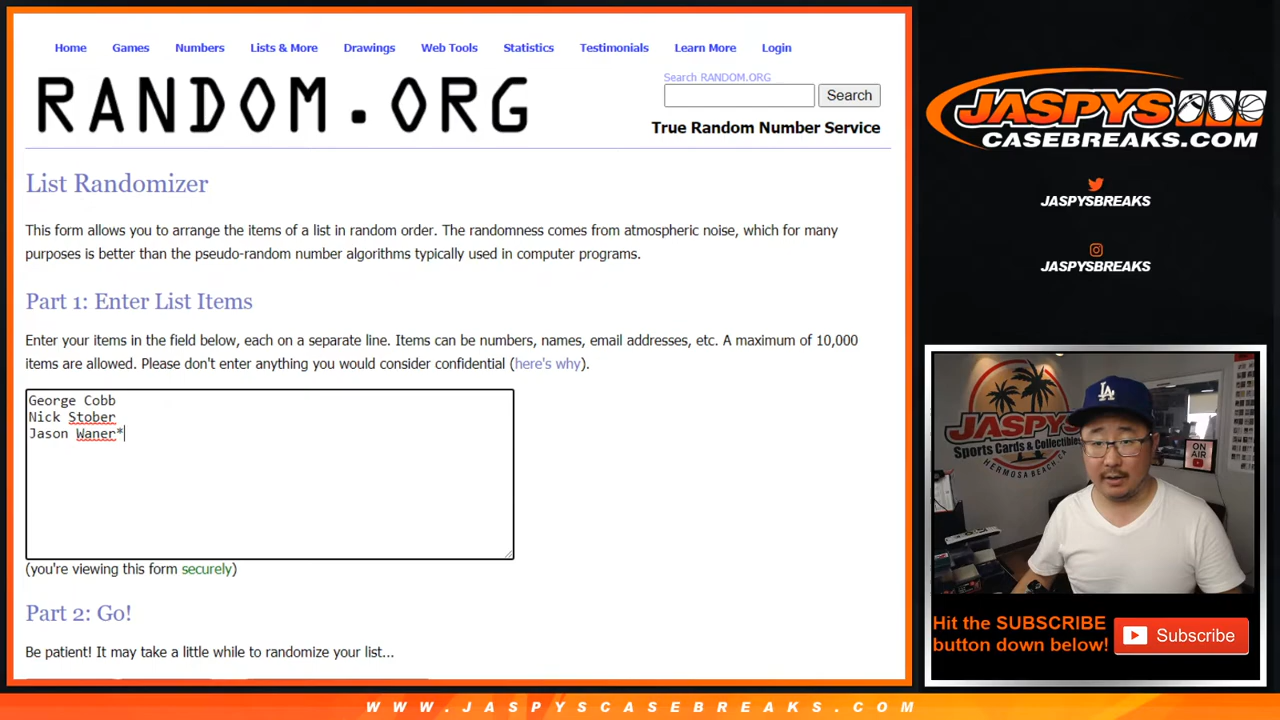 Home Games Numbers Lists & More Drawings Web Tools Statistics Testimonials Learn More Login
RANDOM.ORG
Search RANDOM.ORG
Search
True Random Number Service
List Randomizer
This form allows you to arrange the items of a list in random order. The randomness comes from atmospheric noise, which for many
purposes is better than the pseudo-random number algorithms typically used in computer programs.
Part 1: Enter List Items
Enter your items in the field below, each on a separate line. Items can be numbers, names, email addresses, etc. A maximum of 10,000
items are allowed. Please don't enter anything you would consider confidential (here's why).
George Cobb
Nick Stober
Jason Waner*
(you're viewing this form securely)
Part 2: Go!
Be patient! It may take a little while to randomize your list...
JASPYS
CASEBREAKS.COM
JASPYSBREAKS
JASPYSBREAKS
JASPY'S
Sports Cards & Collectibles
HERMOSA BEACH, CA
LA
ON
AIR
Hit the SUBSCRIBE
button down below!
Subscribe
WWW.JASPYSCASEBREAKS.COM